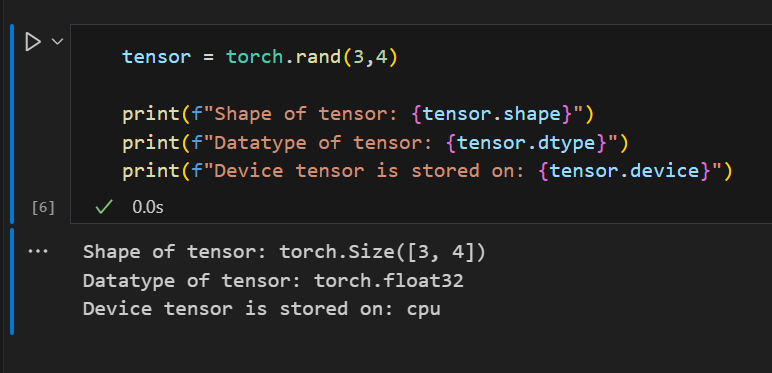 tensor = torch.rand(3,4)
print(f"Shape of tensor: {tensor.shape}")
print(f"Datatype of tensor: {tensor.dtype}")
print(f"Device tensor is stored on: {tensor.device}")
[6]
0.0s
Shape of tensor: torch.Size([3, 4])
Datatype of tensor: torch.float32
Device tensor is stored on: cpu